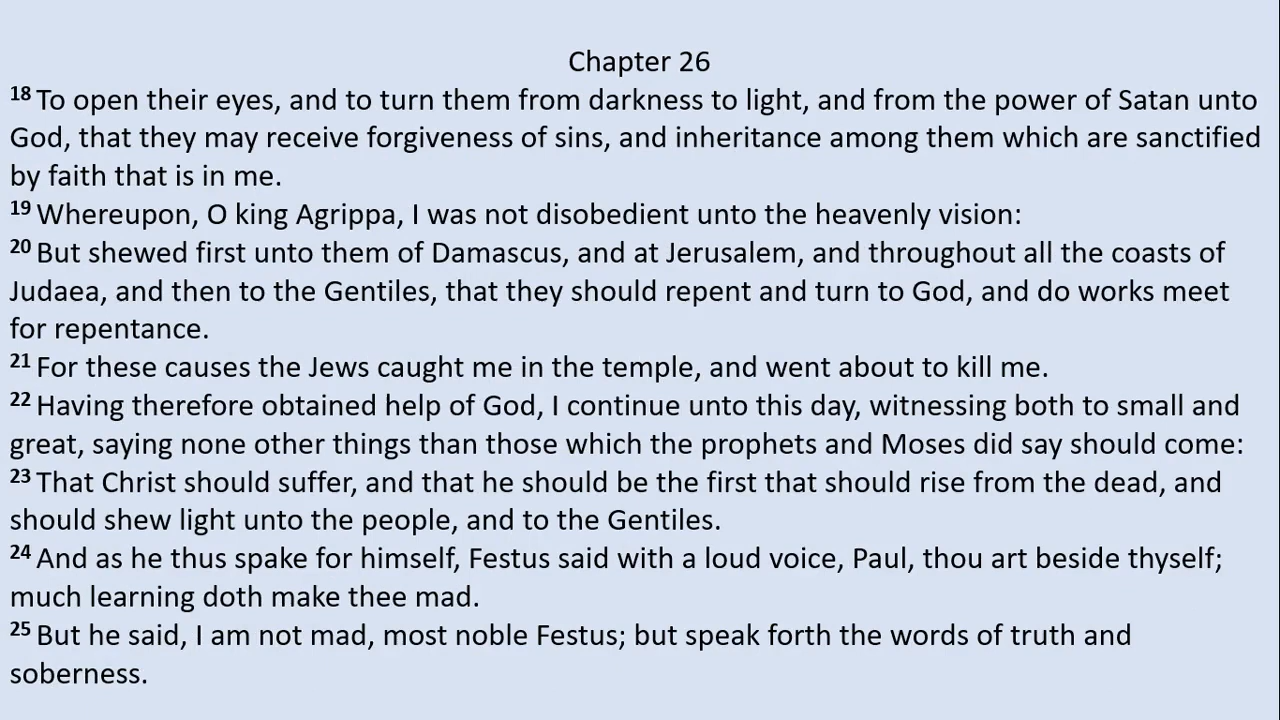 Chapter 26
18 To open their eyes, and to turn them from darkness to light, and from the power of Satan unto
God, that they may receive forgiveness of sins, and inheritance among them which are sanctified
by faith that is in me.
19 Whereupon, O king Agrippa, I was not disobedient unto the heavenly vision:
20 But shewed first unto them of Damascus, and at Jerusalem, and throughout all the coasts of
Judaea, and then to the Gentiles, that they should repent and turn to God, and do works meet
for repentance.
21 For these causes the Jews caught me in the temple, and went about to kill me.
22 Having therefore obtained help of God, I continue unto this day, witnessing both to small and
great, saying none other things than those which the prophets and Moses did say should come:
23 That Christ should suffer, and that he should be the first that should rise from the dead, and
should shew light unto the people, and to the Gentiles.
24 And as he thus spake for himself, Festus said with a loud voice, Paul, thou art beside thyself;
much learning doth make thee mad.
25 But he said, I am not mad, most noble Festus; but speak forth the words of truth and
soberness.